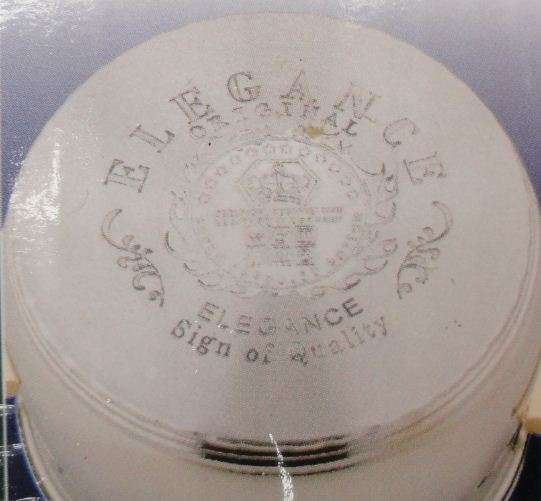 ELEGANCE
ORIGINAL
ELEGANCE
Sign of Quality